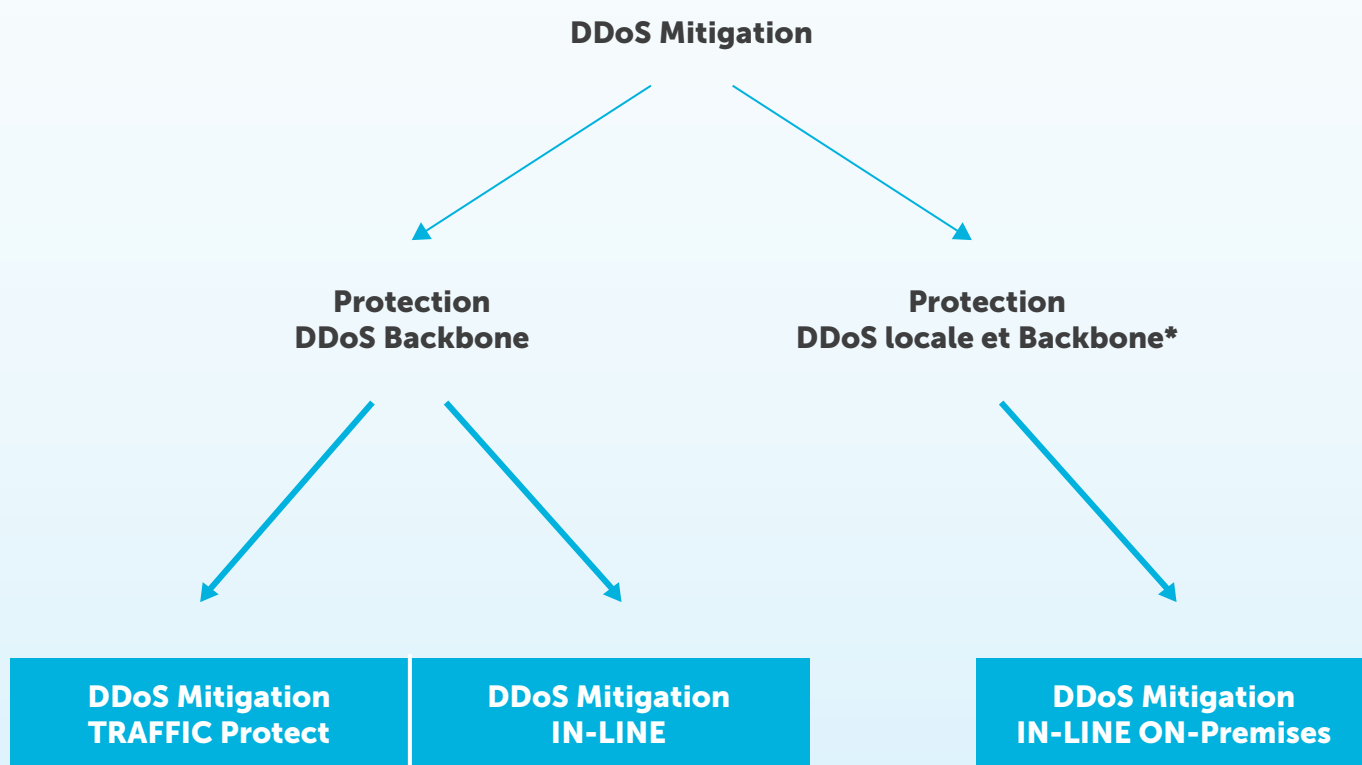 DDoS Mitigation
Protection
DDoS Backbone
Protection
DDoS locale et Backbone*
DDoS Mitigation
TRAFFIC Protect
DDoS Mitigation
IN-LINE
DDoS Mitigation
IN-LINE ON-Premises